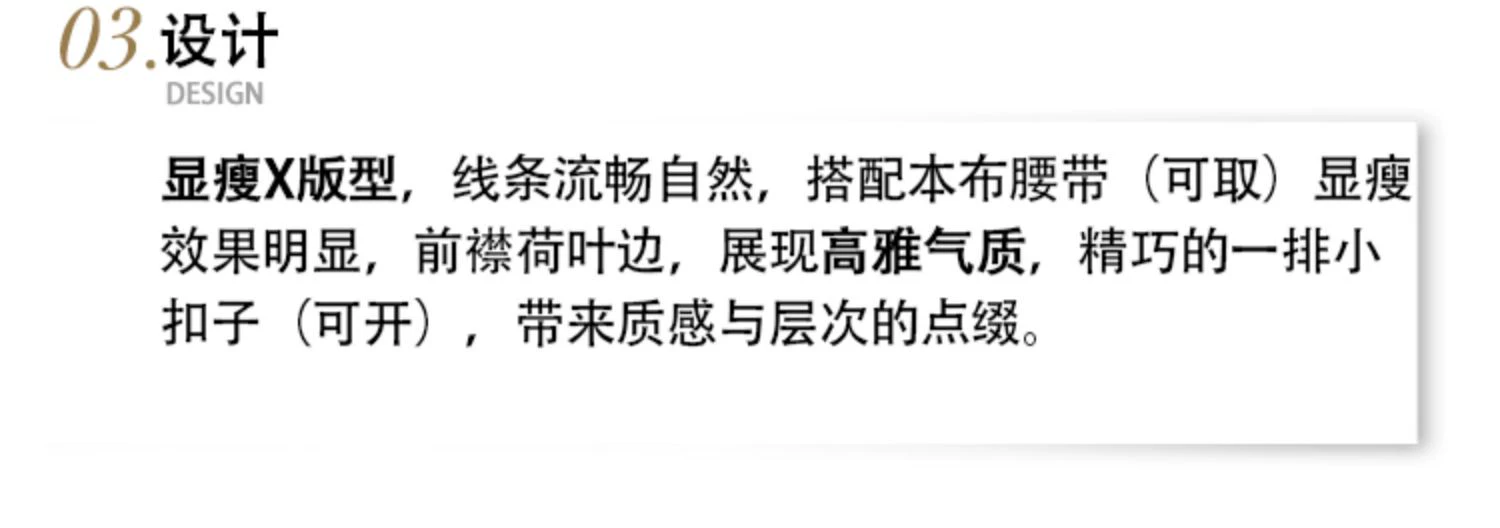 03.设计
DESIGN
显瘦X版型，线条流畅自然，搭配本布腰带（可取）显瘦
效果明显，前襟荷叶边，展现高雅气质，精巧的一排小
扣子（可开），带来质感与层次的点缀。